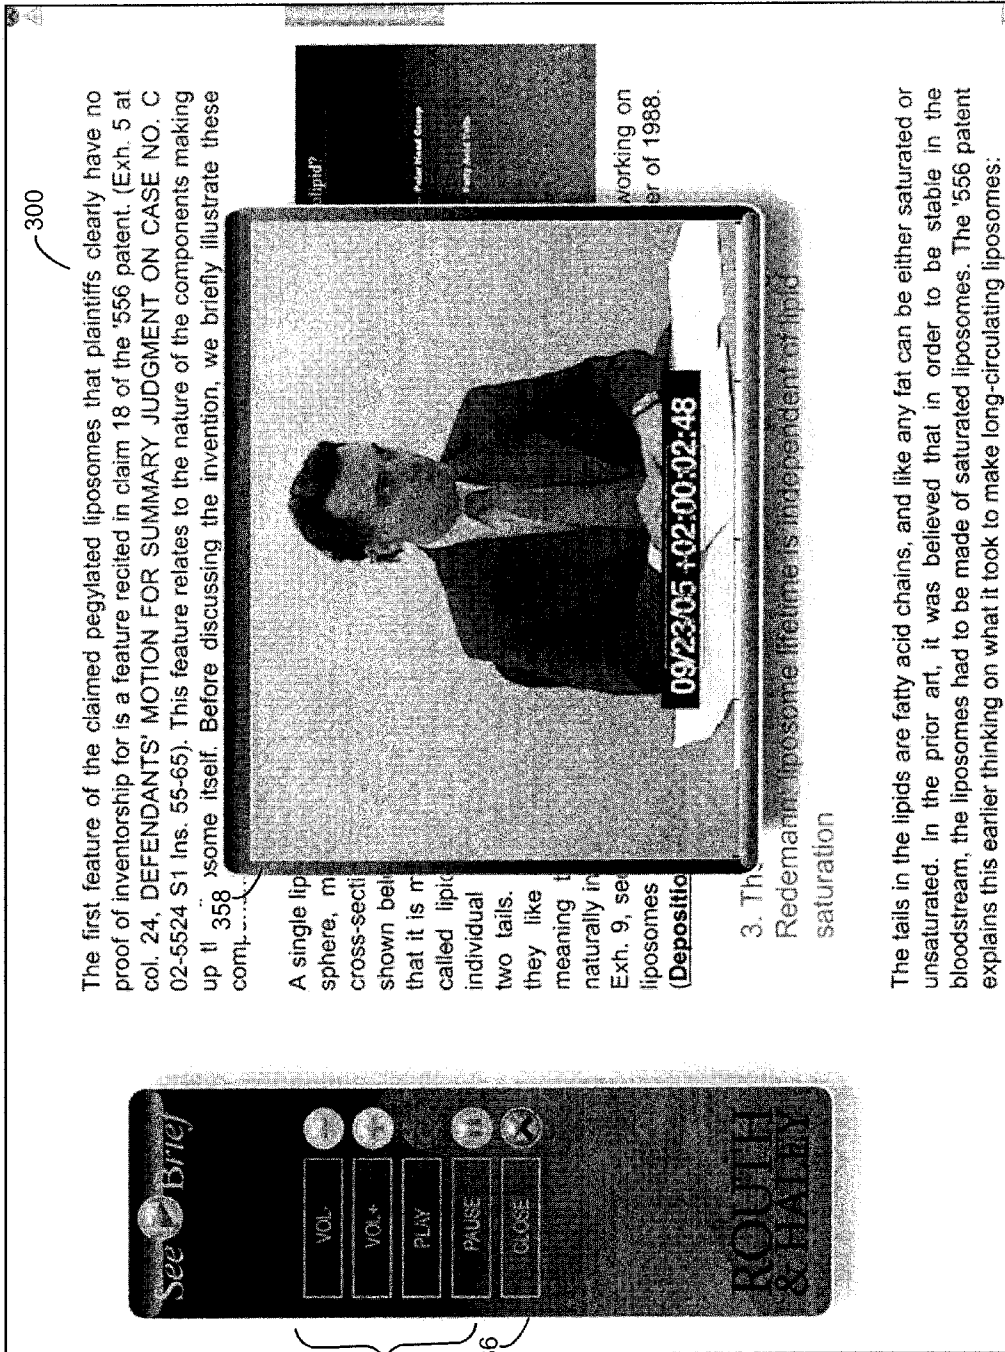 300
The first feature of the claimed pegylated liposomes that plaintiffs clearly have no
proof of inventorship for is a feature recited in claim 18 of the '556 patent. (Exh. 5 at
col. 24, DEFENDANTS' MOTION FOR SUMMARY JUDGMENT ON CASE NO. C
02-5524 S1 lns. 55-65). This feature relates to the nature of the components making
up osome itself. Before discussing the invention, we briefly illustrate these
comp
358
A single lip
sphere, m
cross-secti
shown bel
that it is m
called lipi
individual
two tails.
they like
meaning
naturally in
Exh. 9, see
liposomes
(Depositio
lipid?
Polar Head Group
Fatty Acid Tails
working on
er of 1988.
09/23/05 +02:00:02:48
3. Th
Redemann: liposome lifetime is independent of lipid
saturation
The tails in the lipids are fatty acid chains, and like any fat can be either saturated or
unsaturated. In the prior art, it was believed that in order to be stable in the
bloodstream, the liposomes had to be made of saturated liposomes. The '556 patent
explains this earlier thinking on what it took to make long-circulating liposomes:
See Brief
VOL-
VOL+
PLAY
PAUSE
CLOSE
ROUTH
& HALEY